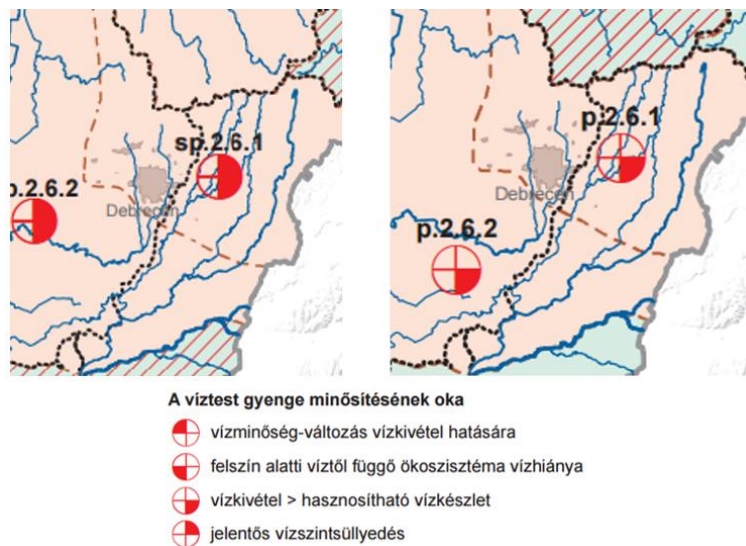 sp.2.6.1
p.2.6.2
Debrecen
p.2.6.1
Debrecen
p.2.6.2
A víztest gyenge minősítésének oka
vízminőség-változás vízkivétel hatására
felszín alatti víztől függő ökoszisztéma vízhiánya
vízkivétel > hasznosítható vízkészlet
jelentős vízszintsüllyedés